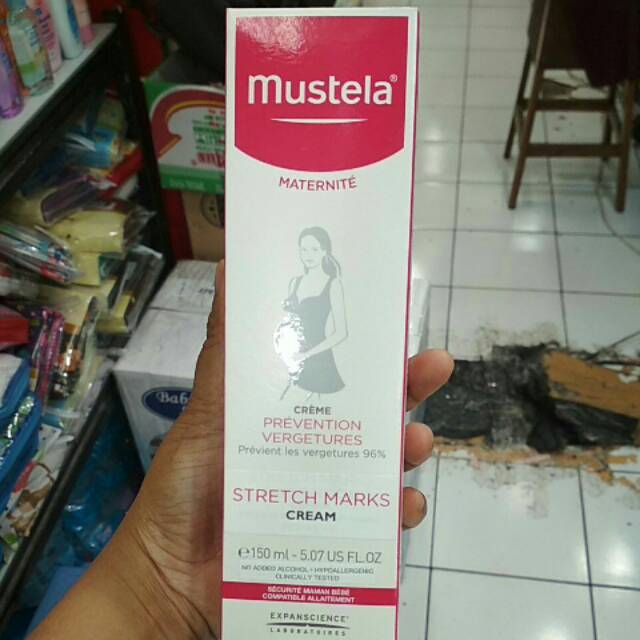 mustela®
MATERNITÉ
CRÈME
PRÉVENTION
VERGETURES
Prévient les vergetures 96%
STRETCH MARKS
CREAM
℮150 ml - 5.07 US FL.OZ
NO ADDED ALCOHOL • HYPOALLERGENIC
CLINICALLY TESTED
SÉCURITÉ MAMAN BÉBÉ
COMPATIBLE ALLAITEMENT
EXPANSCIENCE
LABORATOIRES